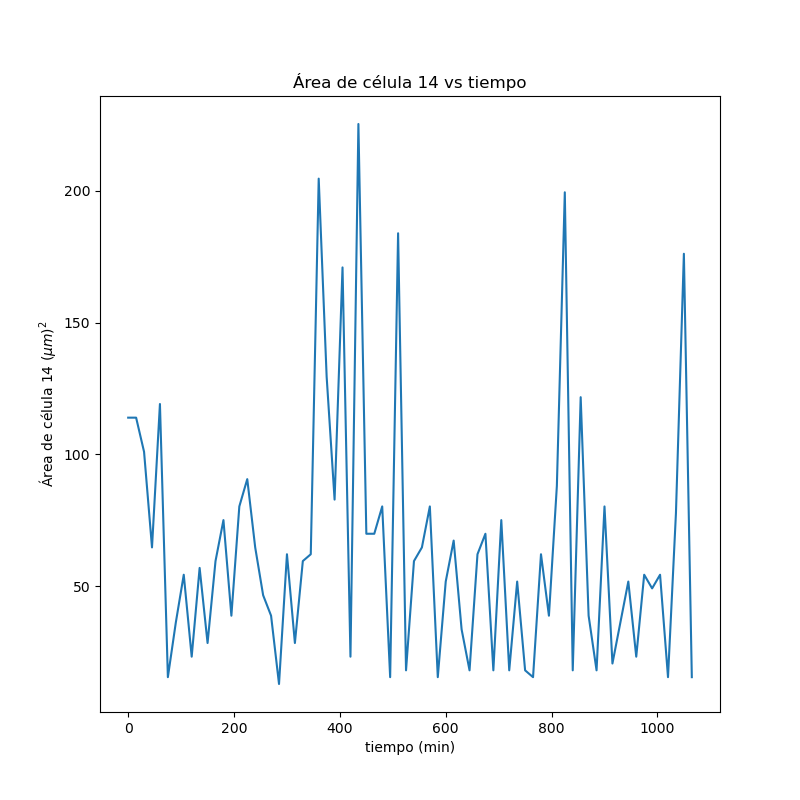 Área de célula 14 vs tiempo
Área de célula 14 (μm)²
200
150
100
50
0 200 400 600 800 1000
tiempo (min)